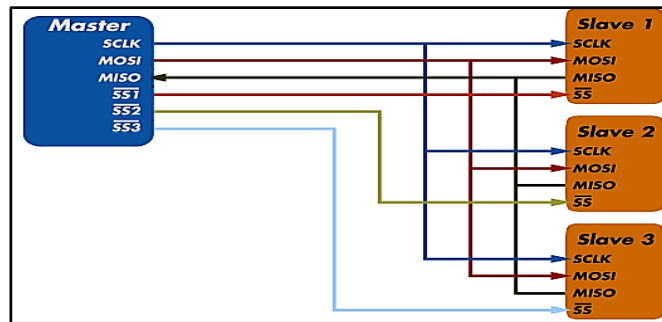 Master
SCLK
MOSI
MISO
SS1
SS2
SS3
Slave 1
SCLK
MOSI
MISO
SS
Slave 2
SCLK
MOSI
MISO
SS
Slave 3
SCLK
MOSI
MISO
SS